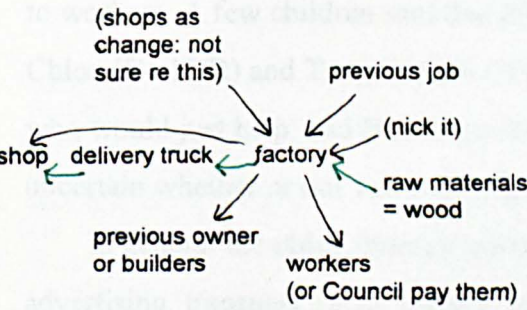 (shops as
change: not
sure re this)
previous job
(nick it)
shop delivery truck factory
raw materials
= wood
previous owner
or builders
workers
(or Council pay them)